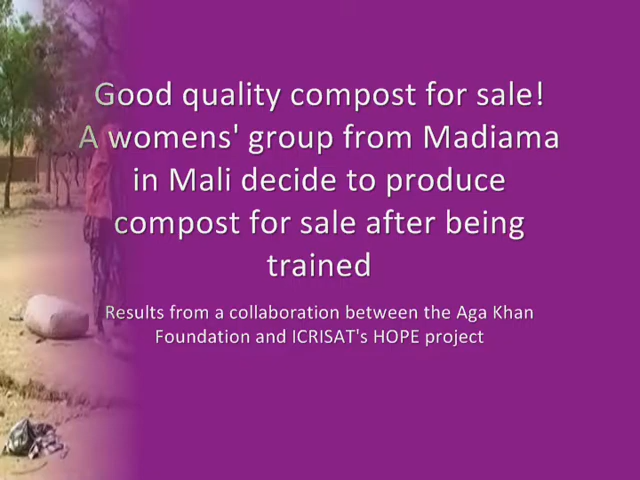 Good quality compost for sale!
A womens' group from Madiama
in Mali decide to produce
compost for sale after being
trained
Results from a collaboration between the Aga Khan
Foundation and ICRISAT's HOPE project